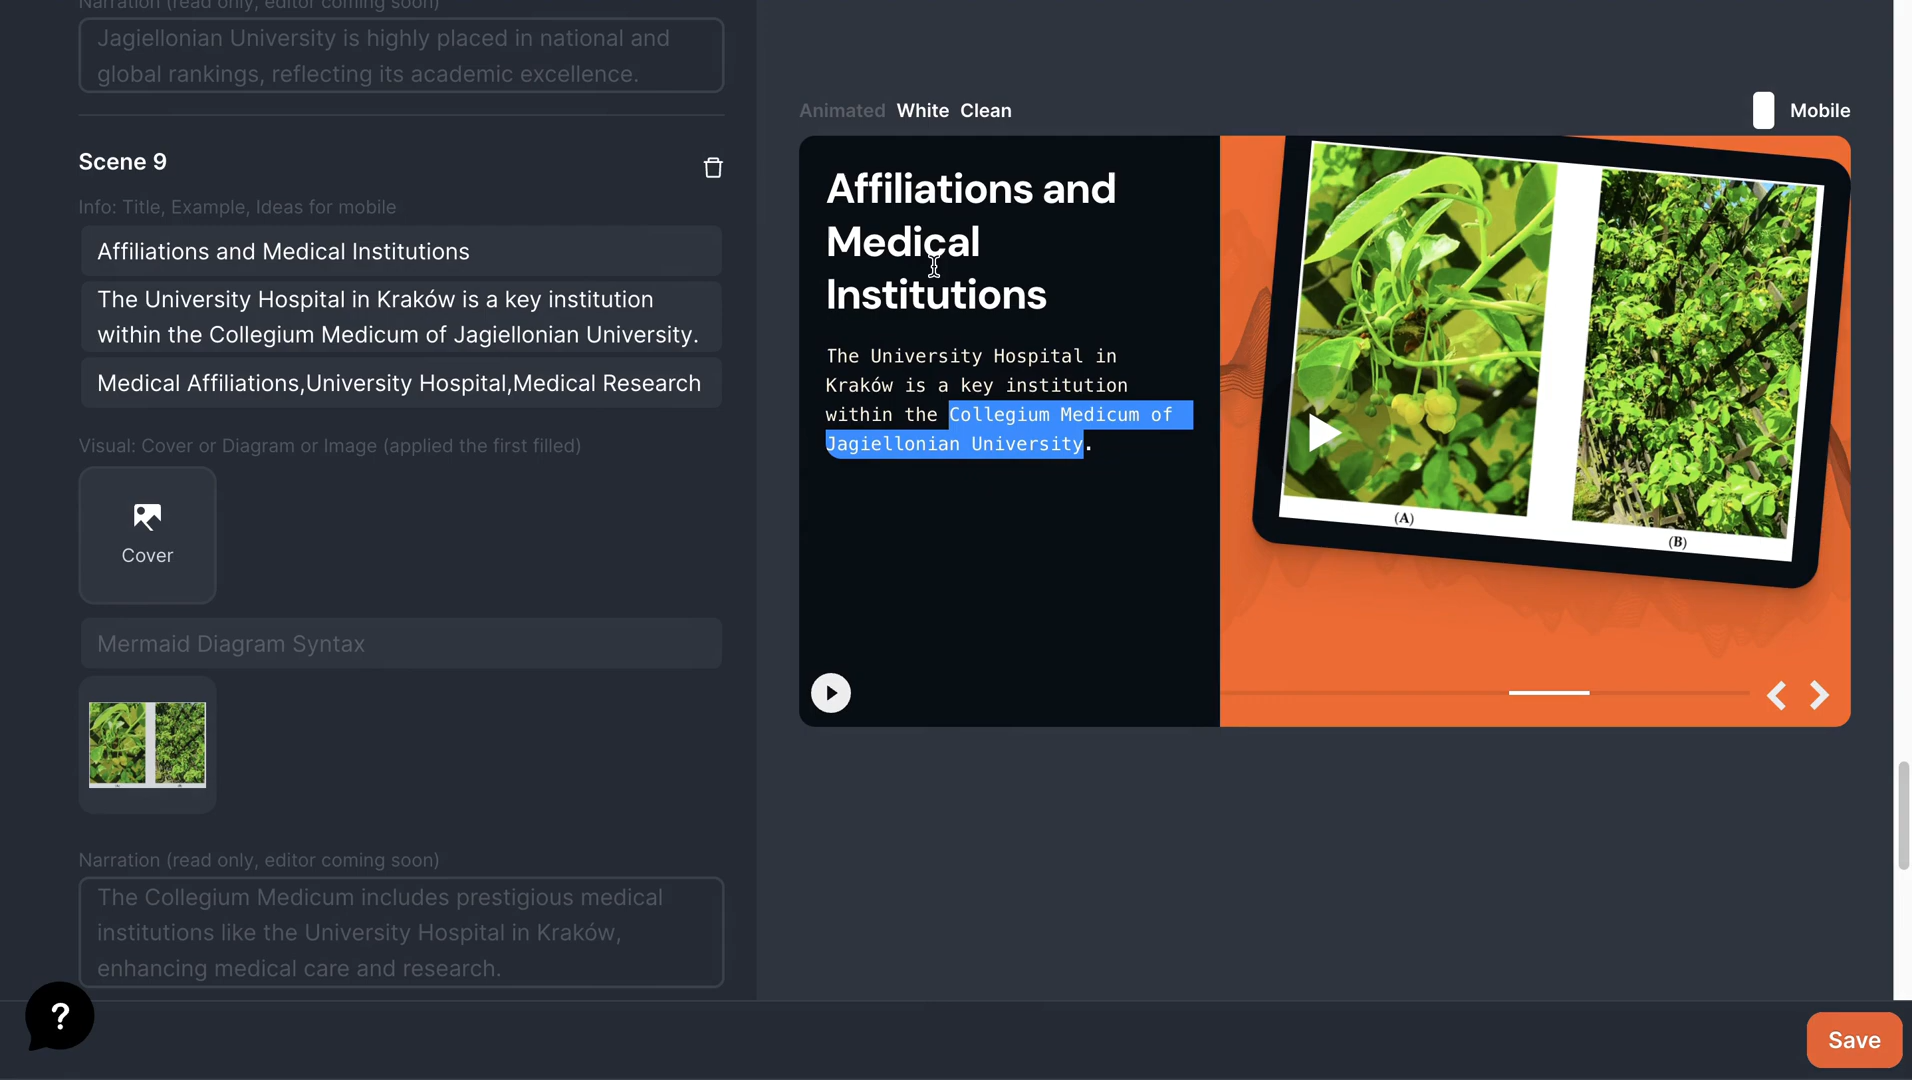 Narration (read only, editor coming soon)
Jagiellonian University is highly placed in national and
global rankings, reflecting its academic excellence.
Scene 9
Info: Title, Example, Ideas for mobile
Affiliations and Medical Institutions
The University Hospital in Kraków is a key institution
within the Collegium Medicum of Jagiellonian University.
Medical Affiliations,University Hospital,Medical Research
Visual: Cover or Diagram or Image (applied the first filled)
Cover
Mermaid Diagram Syntax
Narration (read only, editor coming soon)
The Collegium Medicum includes prestigious medical
institutions like the University Hospital in Kraków,
enhancing medical care and research.
?
Animated White Clean
Mobile
Affiliations and
Medical
Institutions
The University Hospital in
Kraków is a key institution
within the Collegium Medicum of
Jagiellonian University.
(A)
(B)
Save